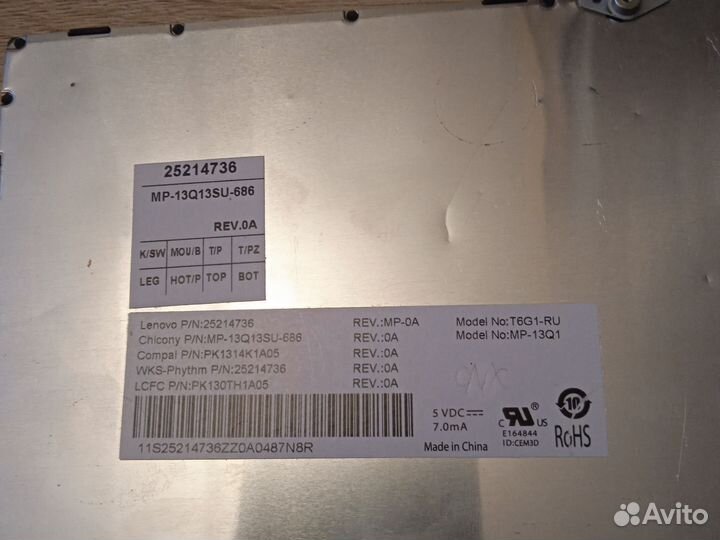 25214736
MP-13Q13SU-686
REV.0A
K/SW MOU/B T/P T/PZ
LEG HOT/P TOP BOT
Lenovo P/N:25214736 REV.:MP-0A Model No:T6G1-RU
Chicony P/N:MP-13Q13SU-686 REV.:0A Model No:MP-13Q1
Compal P/N:PK1314K1A05 REV.:0A
WKS-Phythm P/N:25214736 REV.:0A
LCFC P/N:PK130TH1A05 REV.:0A
5 VDC
7.0mA
Made in China
c RU US
®
E164844
ID:CEM3D
10
RoHS
11S25214736ZZ0A0487N8R
Avito